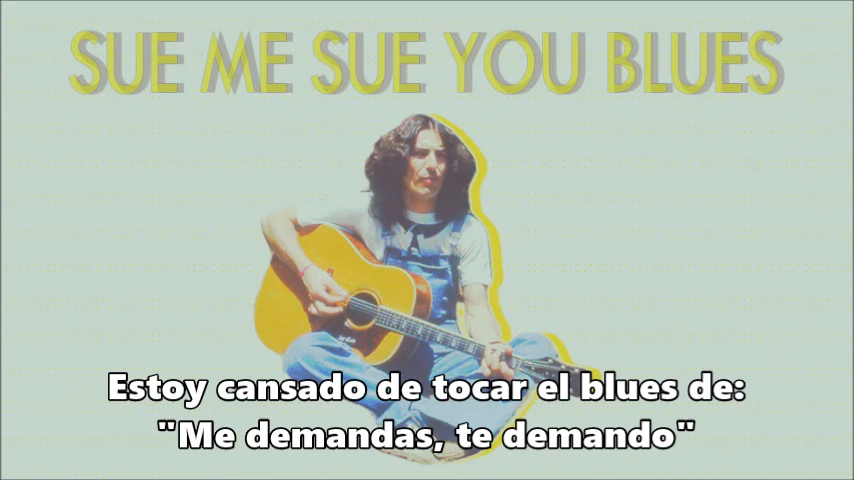 SUE ME SUE YOU BLUES
Estoy cansado de tocar el blues de:
"Me demandas, te demando"